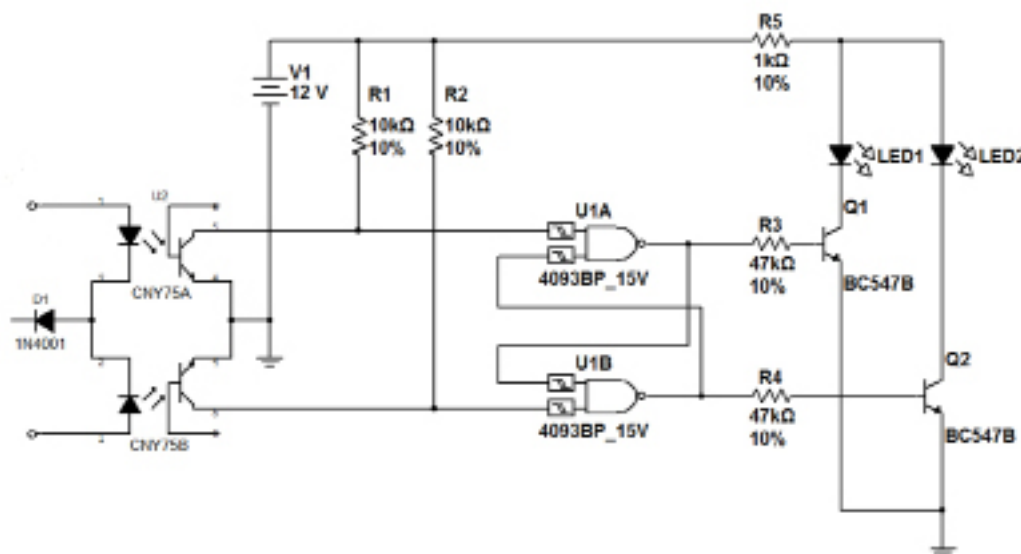 R5
1kΩ
10%
V1
12 V
R1
10kΩ
10%
R2
10kΩ
10%
LED1
LED2
U2
U1A
Q1
R3
47kΩ
10%
4093BP_15V
CNY75A
BC547B
D1
1N4001
U1B
Q2
R4
47kΩ
10%
4093BP_15V
CNY75B
BC547B